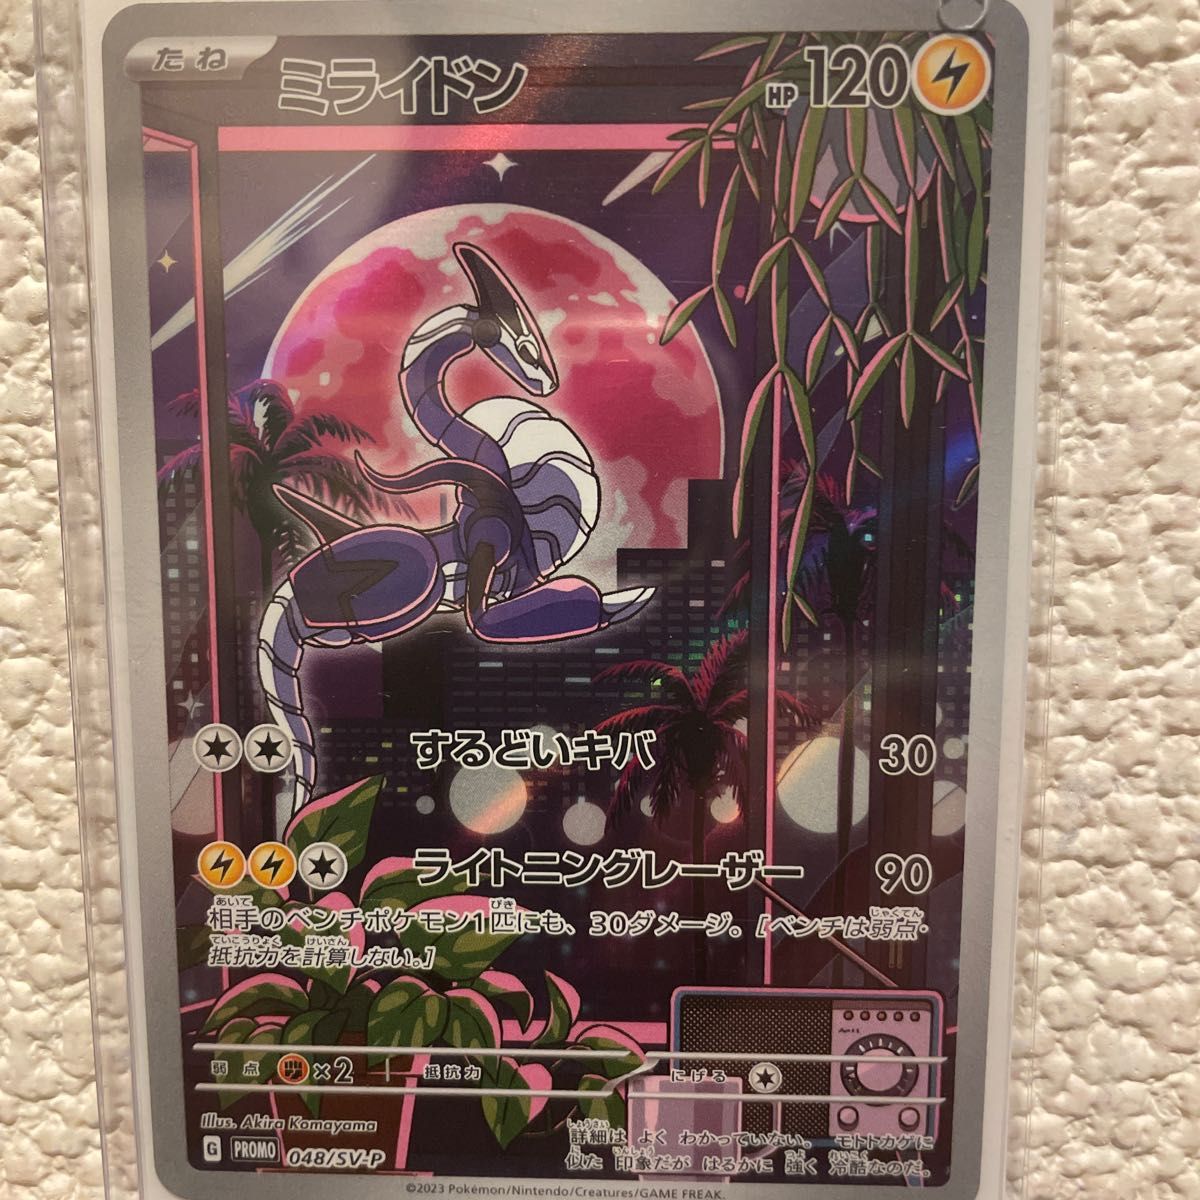 たね ミライドン HP 120
するどいキバ 30
ライトニングレーザー 90
相手のベンチポケモン1匹にも、30ダメージ。[ベンチは弱点・
抵抗力を計算しない。]
弱点 ×2 抵抗力 にげる
Illus. Akira Komayama
G PROMO 048/SV-P
詳細は よく わかっていない。 モトトカゲに
似た 印象だが はるかに 強く 冷酷なのだ。
©2023 Pokémon/Nintendo/Creatures/GAME FREAK.